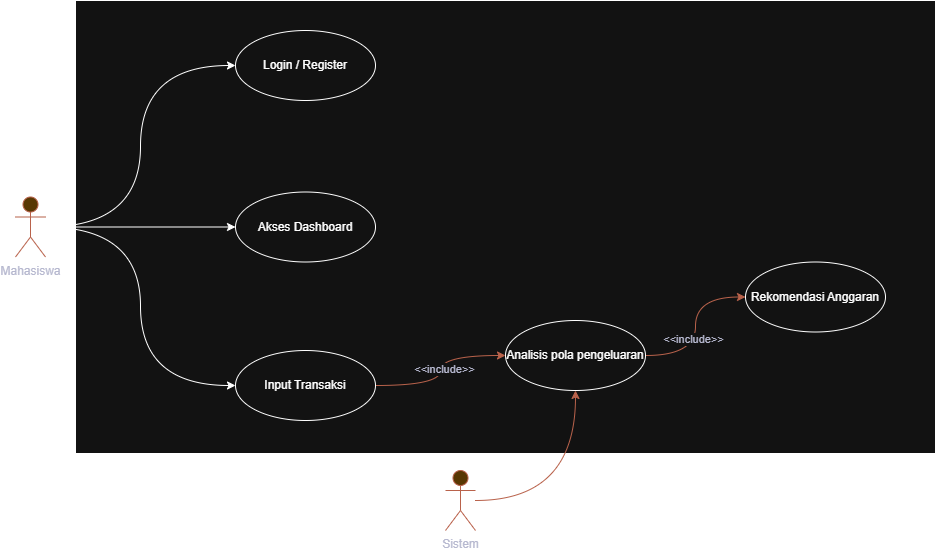 Login / Register
Akses Dashboard
Mahasiswa
Rekomendasi Anggaran
<<include>>
Analisis pola pengeluaran
<<include>>
Input Transaksi
Sistem